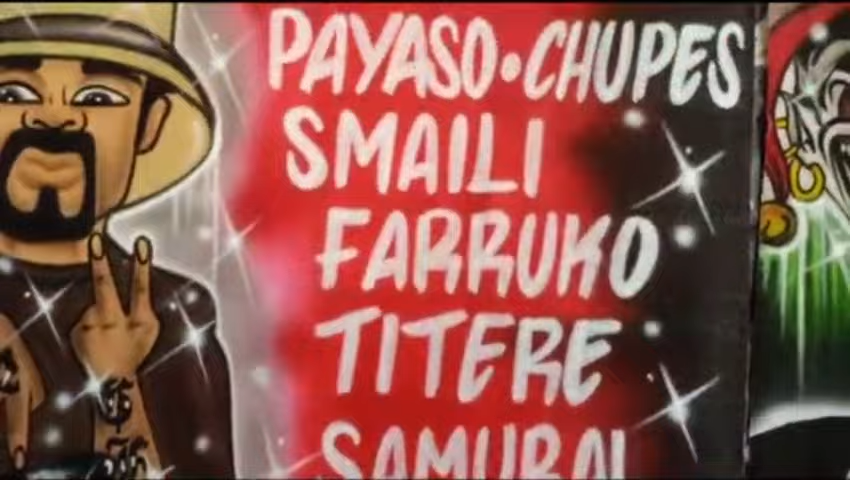 PAYASO•CHUPES
SMAILI
FARRUKO
TITERE
SAMURAI